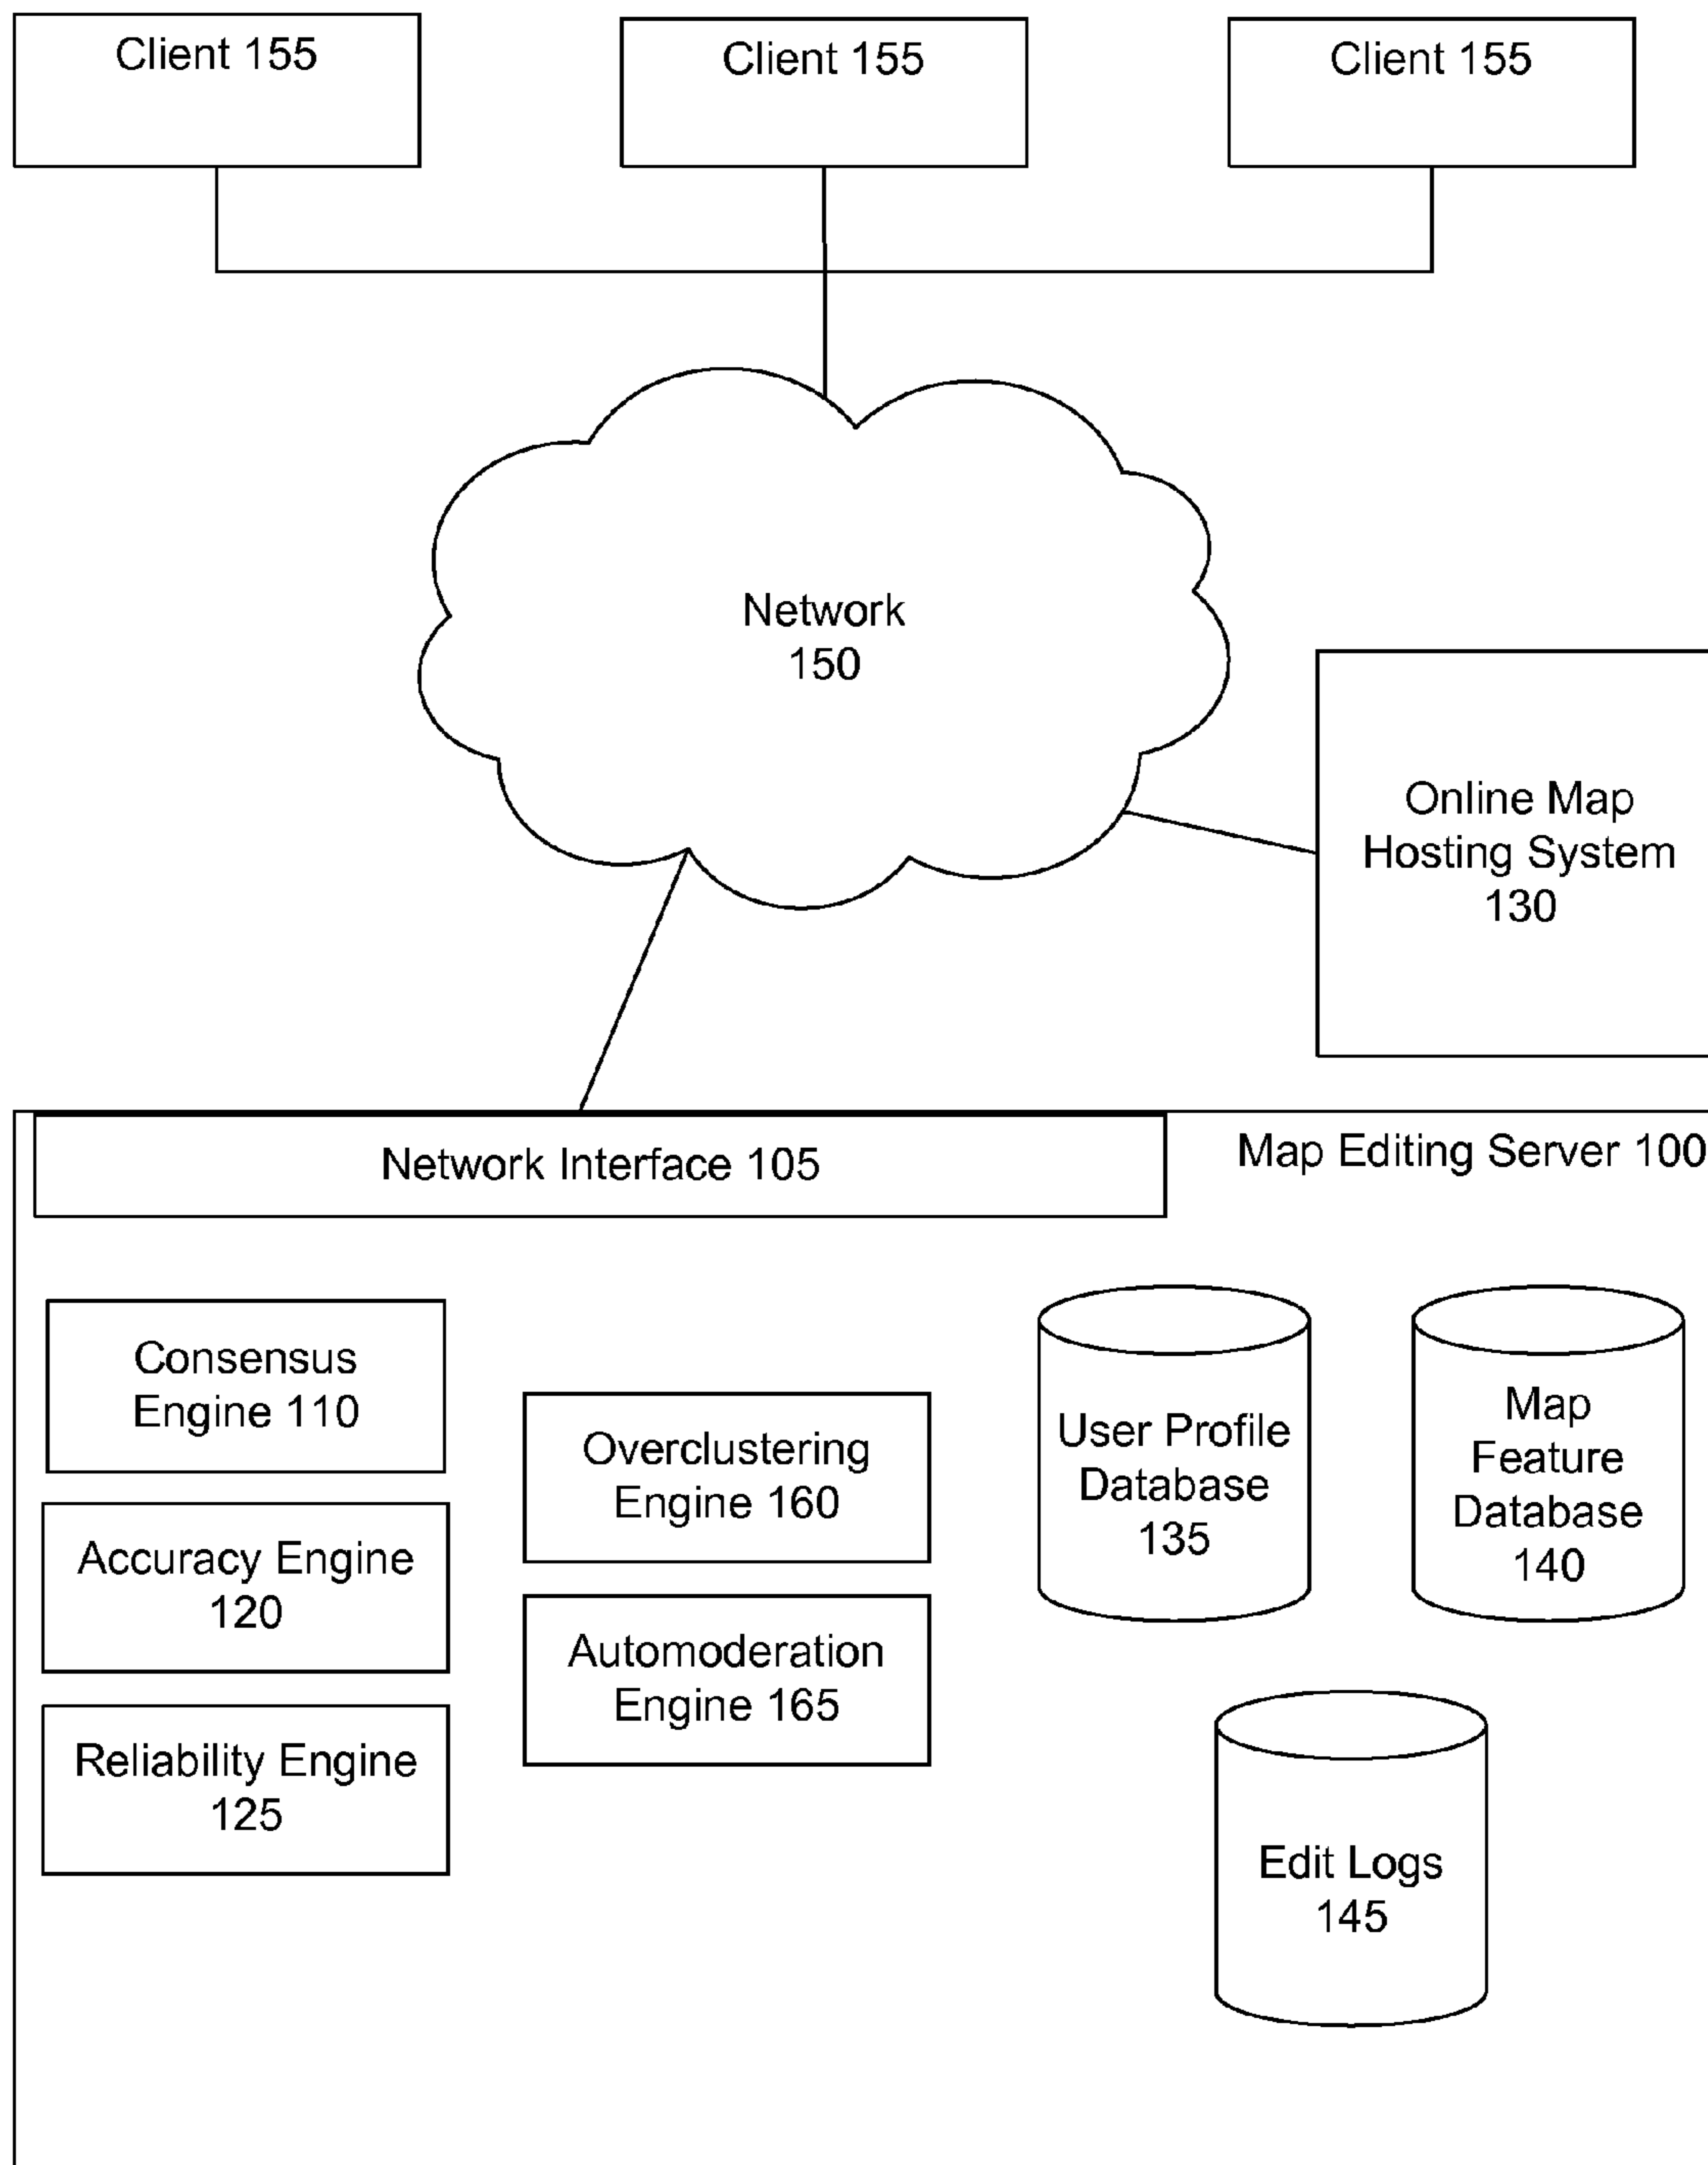 Client 155
Client 155
Client 155
Network
150
Online Map
Hosting System
130
Network Interface 105
Map Editing Server 100
Consensus
Engine 110
Accuracy Engine
120
Reliability Engine
125
Overclustering
Engine 160
Automoderation
Engine 165
User Profile
Database
135
Map
Feature
Database
140
Edit Logs
145